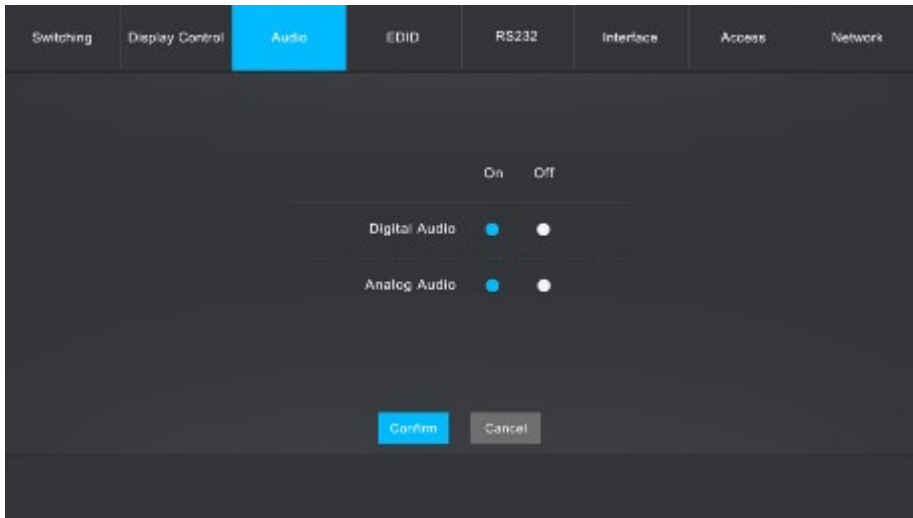 Switching Display Control Audio EDID RS232 Interface Access Network
On Off
Digital Audio
Analog Audio
Confirm Cancel